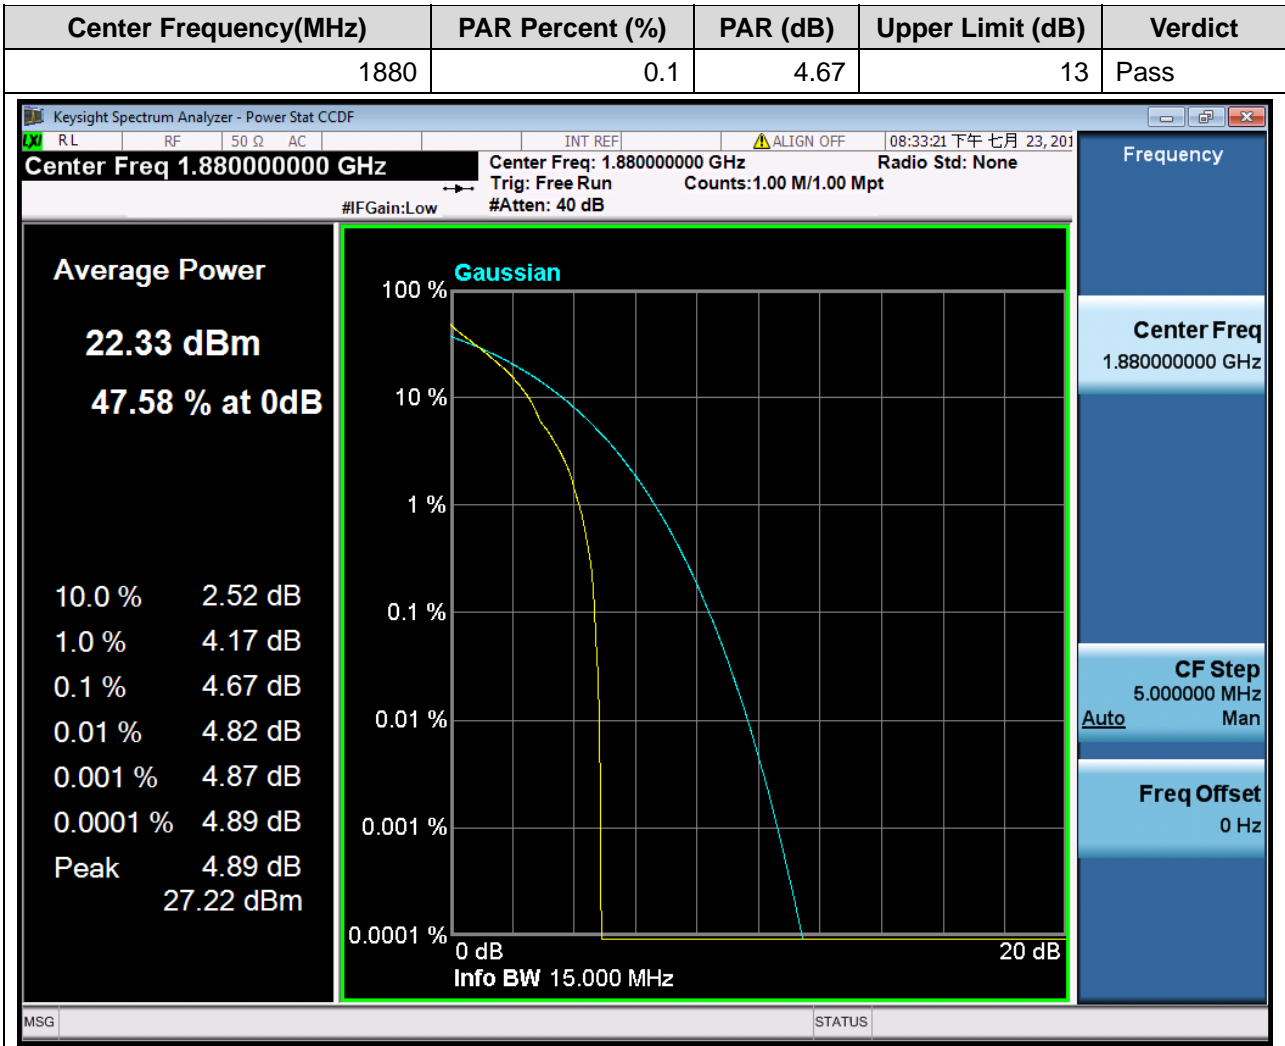 Center Frequency(MHz) PAR Percent (%) PAR (dB) Upper Limit (dB) Verdict
1880 0.1 4.67 13 Pass
Keysight Spectrum Analyzer - Power Stat CCDF
LXI RL RF 50 Ω AC INT REF ALIGN OFF 08:33:21 下午 七月 23, 201
Center Freq 1.880000000 GHz
Center Freq: 1.880000000 GHz Radio Std: None
Trig: Free Run Counts:1.00 M/1.00 Mpt
#IFGain:Low #Atten: 40 dB
Average Power
22.33 dBm
47.58 % at 0dB
10.0 % 2.52 dB
1.0 % 4.17 dB
0.1 % 4.67 dB
0.01 % 4.82 dB
0.001 % 4.87 dB
0.0001 % 4.89 dB
Peak 4.89 dB
27.22 dBm
Gaussian
100 %
10 %
1 %
0.1 %
0.01 %
0.001 %
0.0001 %
0 dB 20 dB
Info BW 15.000 MHz
Frequency
Center Freq
1.880000000 GHz
CF Step
5.000000 MHz
Auto Man
Freq Offset
0 Hz
MSG STATUS